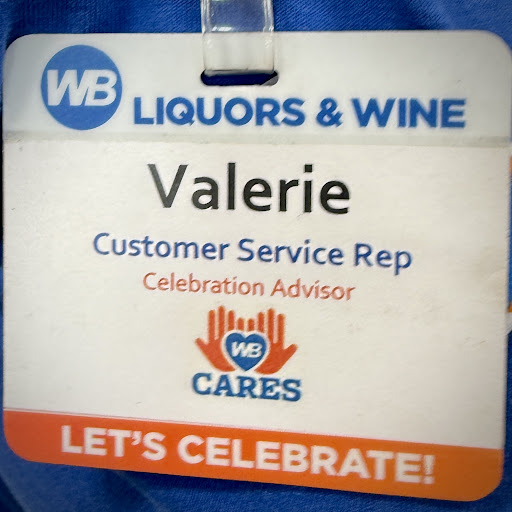 WB
LIQUORS & WINE
Valerie
Customer Service Rep
Celebration Advisor
WB
CARES
LET'S CELEBRATE!